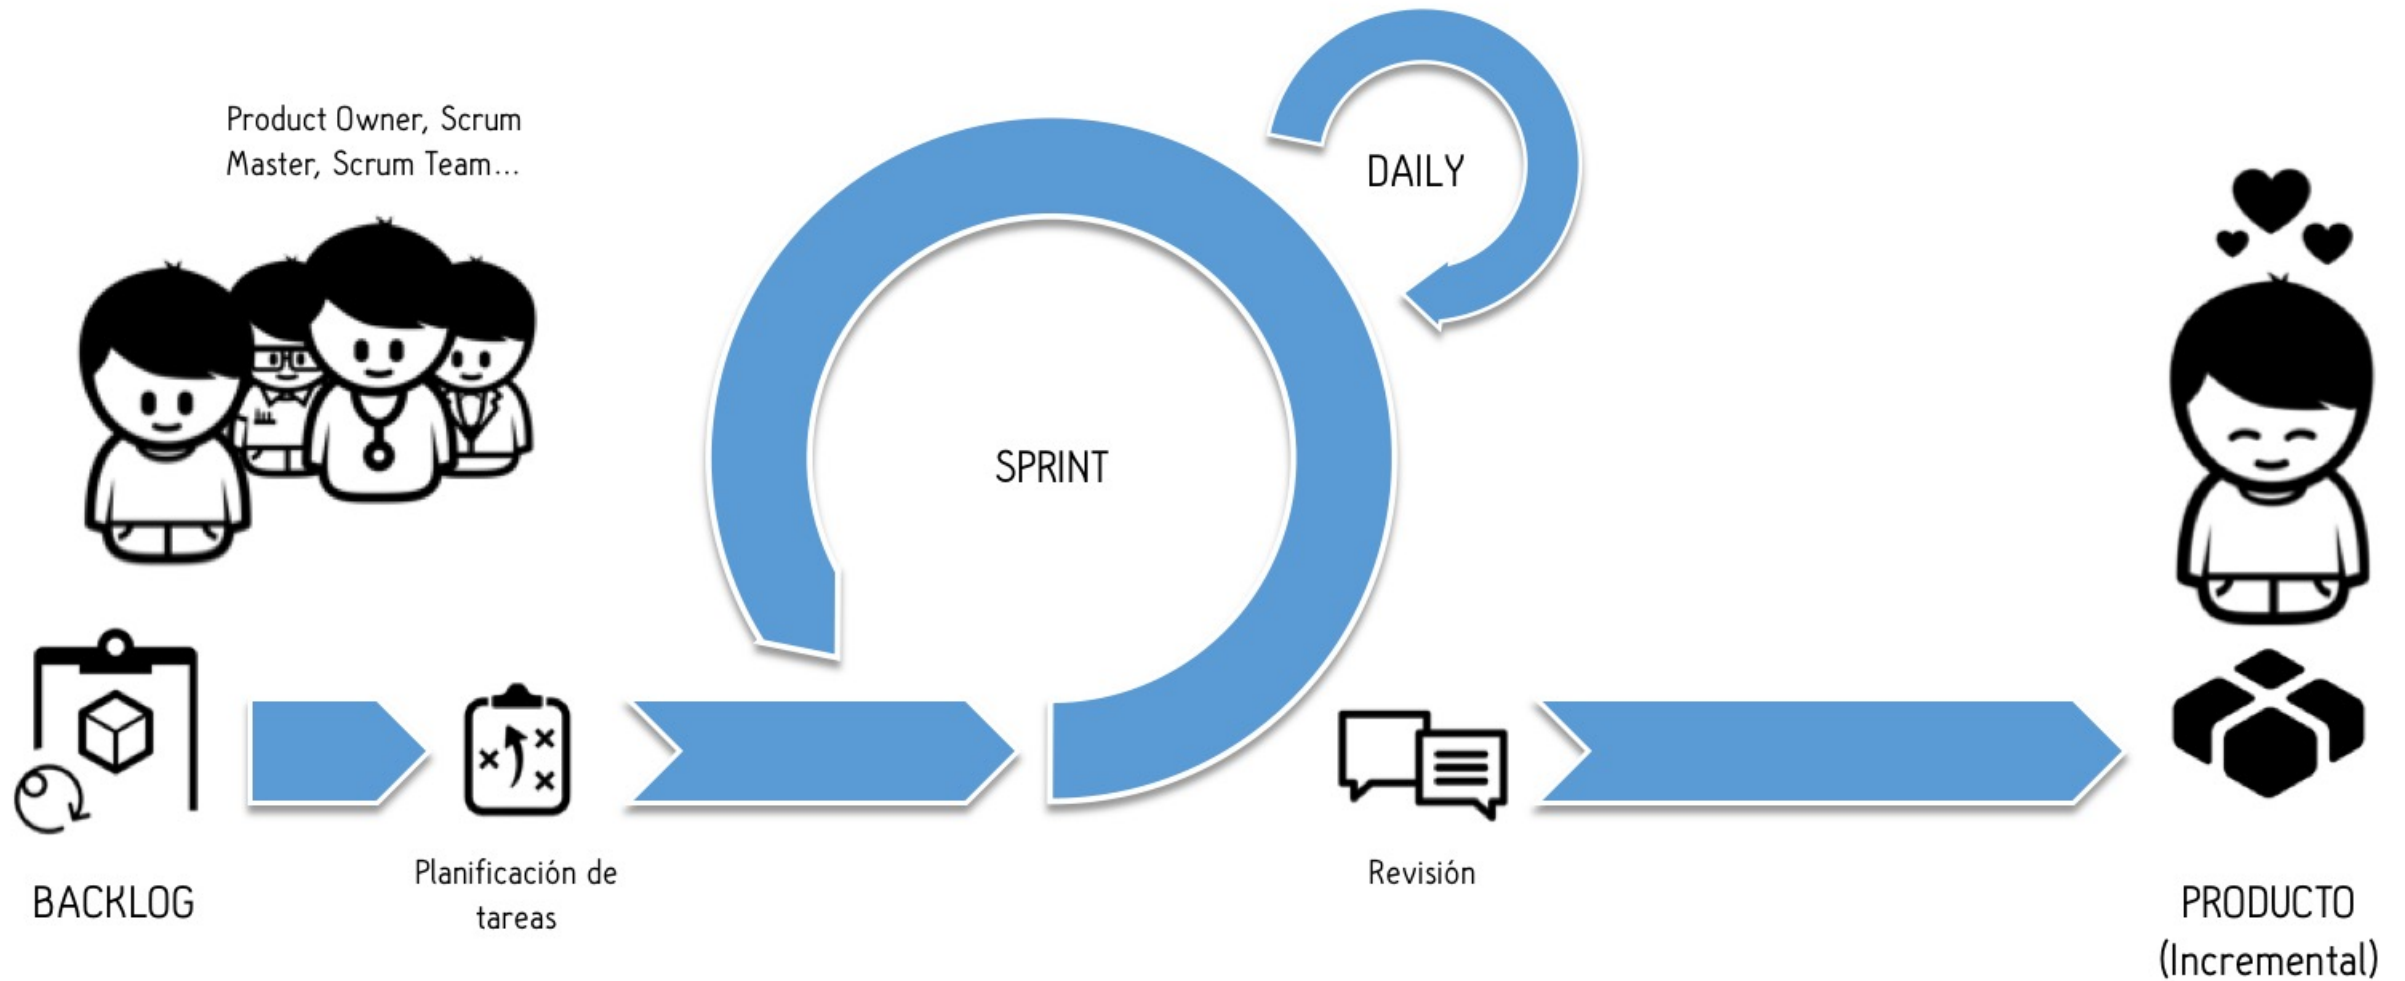 Product Owner, Scrum
Master, Scrum Team...
DAILY
SPRINT
BACKLOG
Planificación de
tareas
Revisión
PRODUCTO
(Incremental)